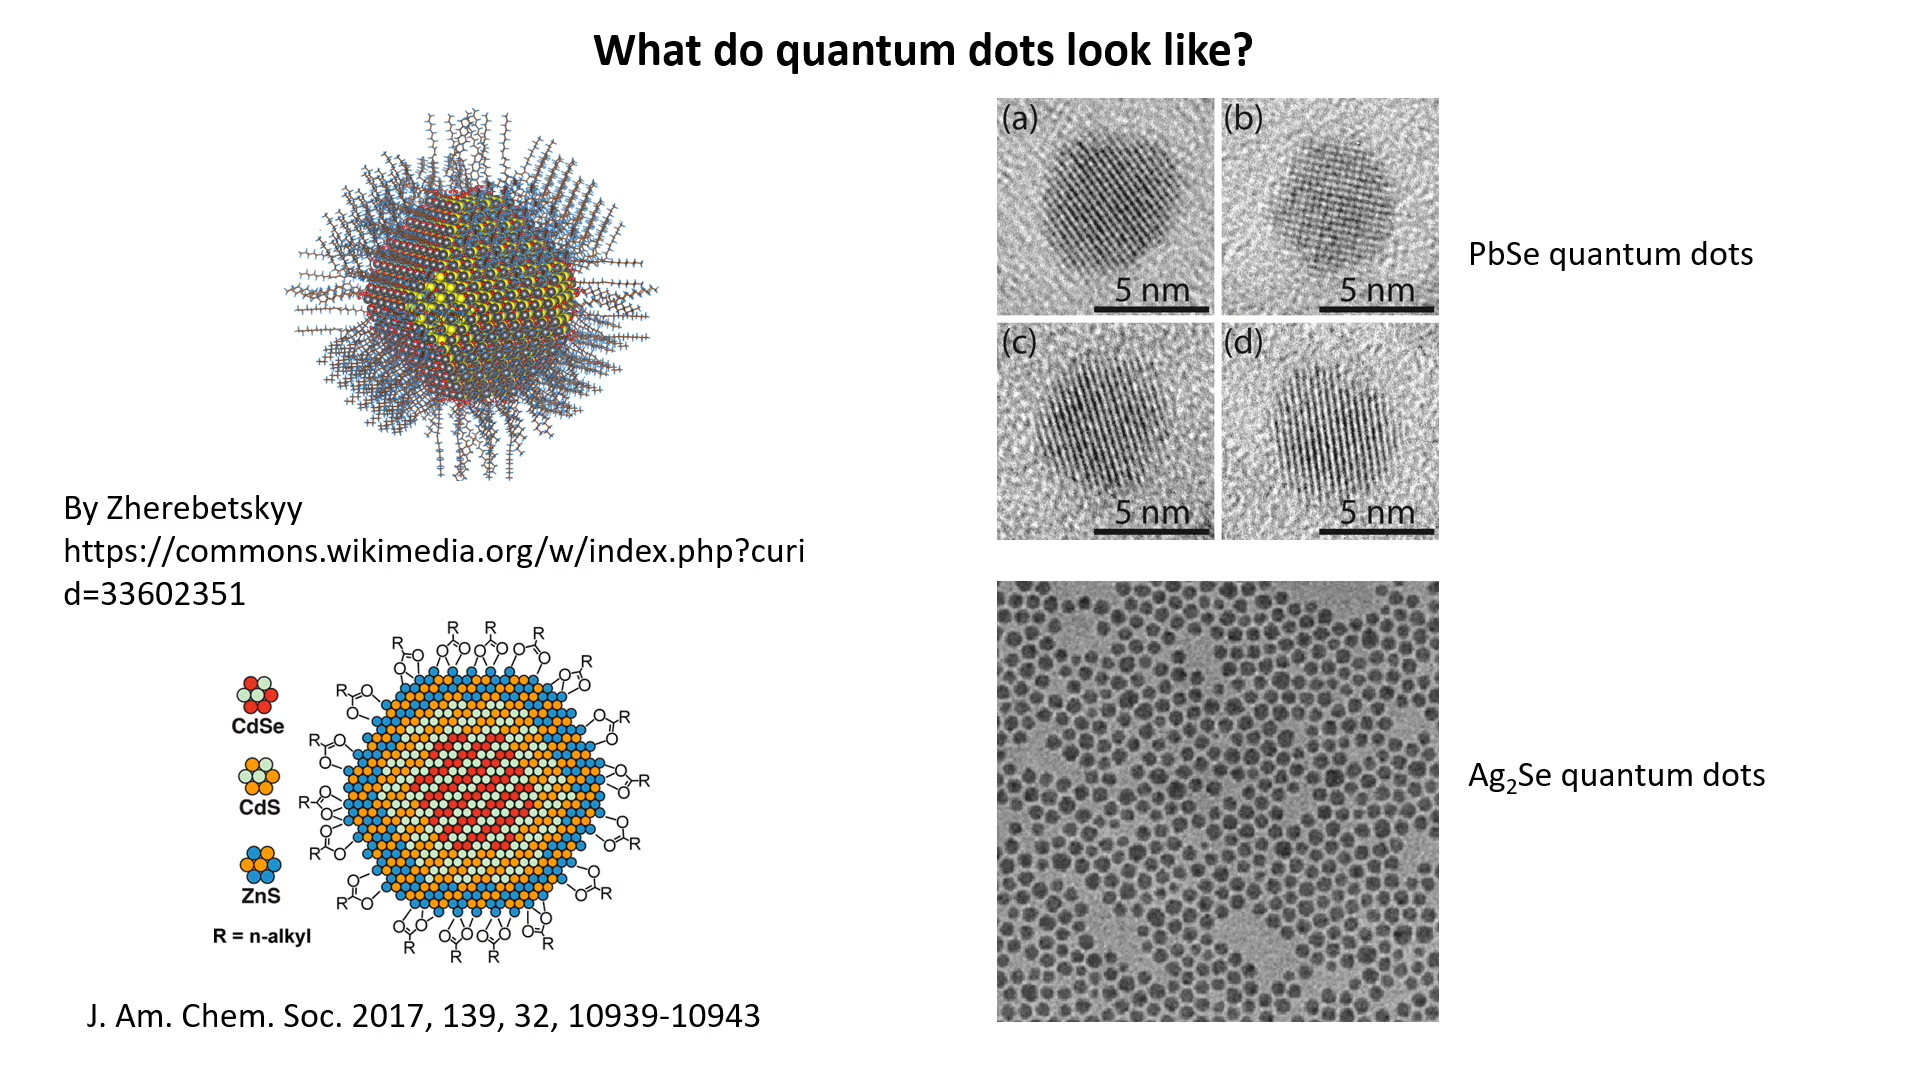 What do quantum dots look like?
By Zherebetskyy
https://commons.wikimedia.org/w/index.php?curi
d=33602351
CdSe
CdS
ZnS
R = n-alkyl
R R R R
O O O O O O O O
R
O O
R O
O
R
O
O
R O
O
R
O
O
R
O
O
R O
O
R
O
O
R O
O
R
O
O
R
O
O
R
O
O
O O O O O O O O
R R R R
J. Am. Chem. Soc. 2017, 139, 32, 10939-10943
(a) (b)
5 nm 5 nm
(c) (d)
5 nm 5 nm
PbSe quantum dots
Ag₂Se quantum dots